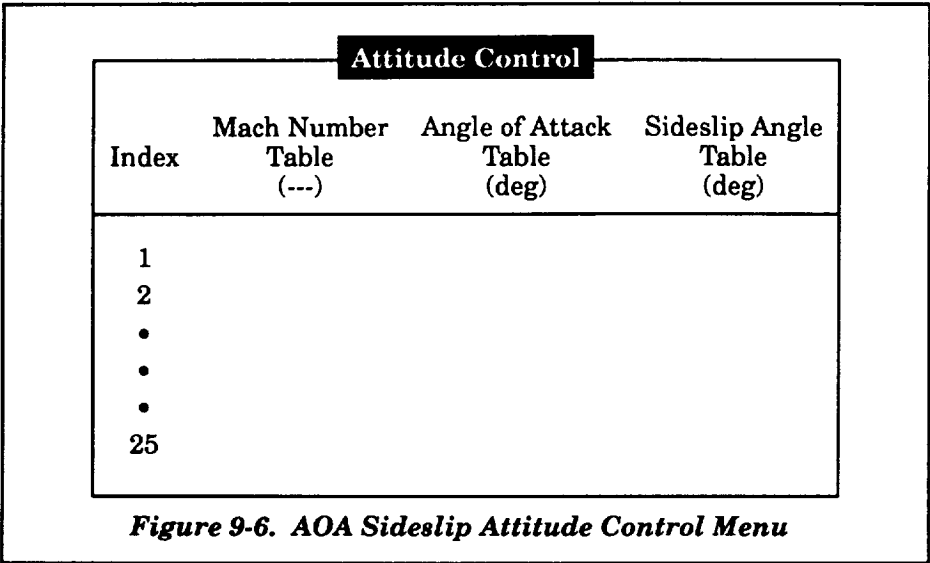 Attitude Control
Index
Mach Number Table (---)
Angle of Attack Table (deg)
Sideslip Angle Table (deg)
1
2
•
•
•
25
Figure 9-6. AOA Sideslip Attitude Control Menu